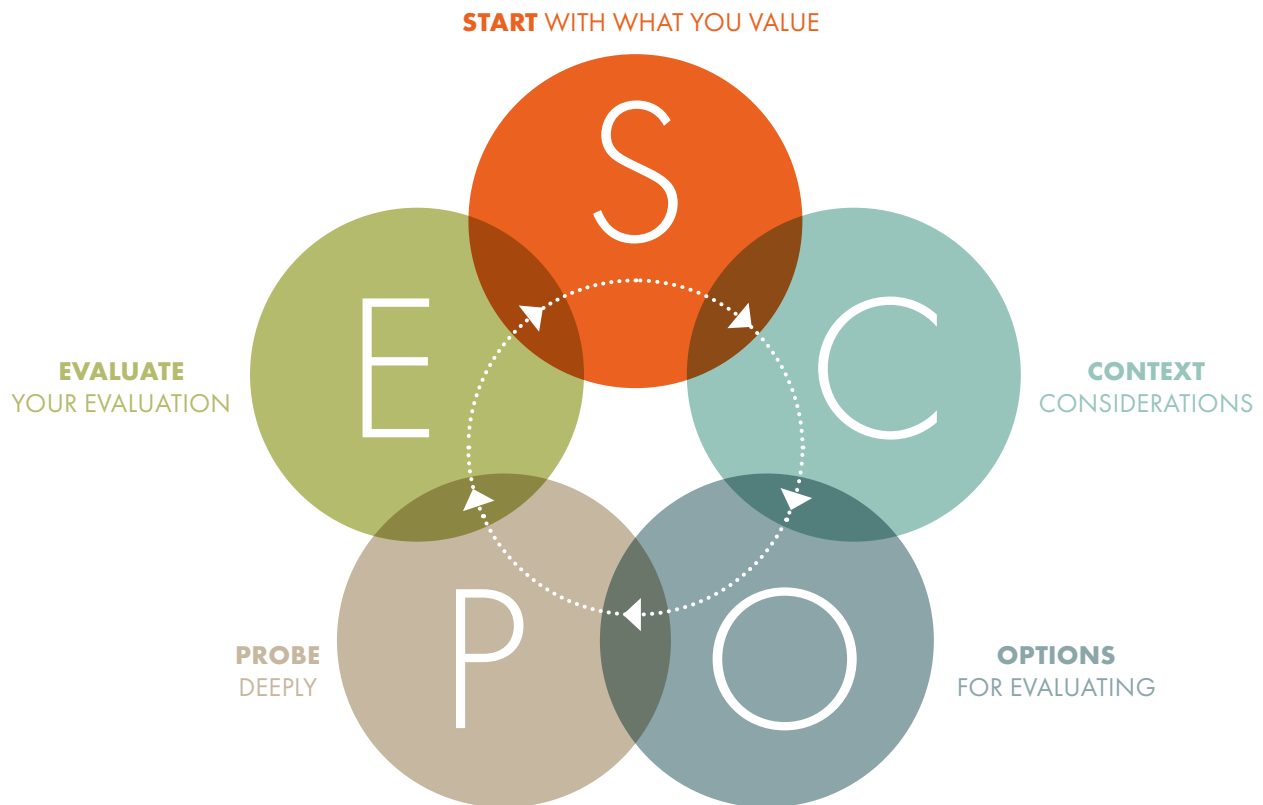 START WITH WHAT YOU VALUE
S
E
C
EVALUATE
YOUR EVALUATION
CONTEXT
CONSIDERATIONS
P
O
PROBE
DEEPLY
OPTIONS
FOR EVALUATING